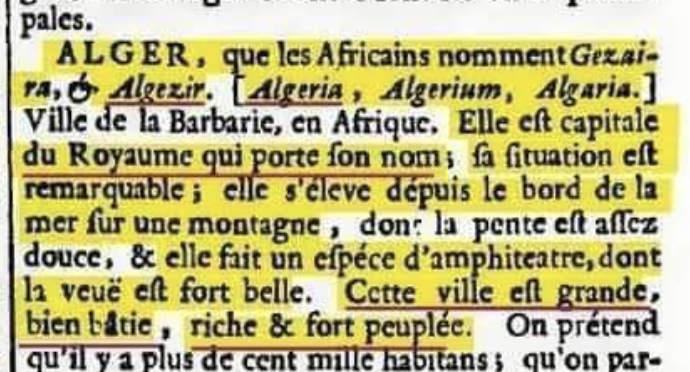 pales.
ALGER, que les Africains nomment Gezai-
ra, & Algezir. [Algeria, Algerium, Algaria.]
Ville de la Barbarie, en Afrique. Elle eſt capitale
du Royaume qui porte ſon nom; ſa ſituation eſt
remarquable; elle s'éleve dépuis le bord de la
mer ſur une montagne, dont la pente eſt aſſez
douce, & elle fait un eſpéce d'amphiteatre, dont
la veuë eſt fort belle. Cette ville eſt grande,
bien bâtie, riche & fort peuplée. On prétend
qu'il y a plus de cent mille habitans; qu'on par-